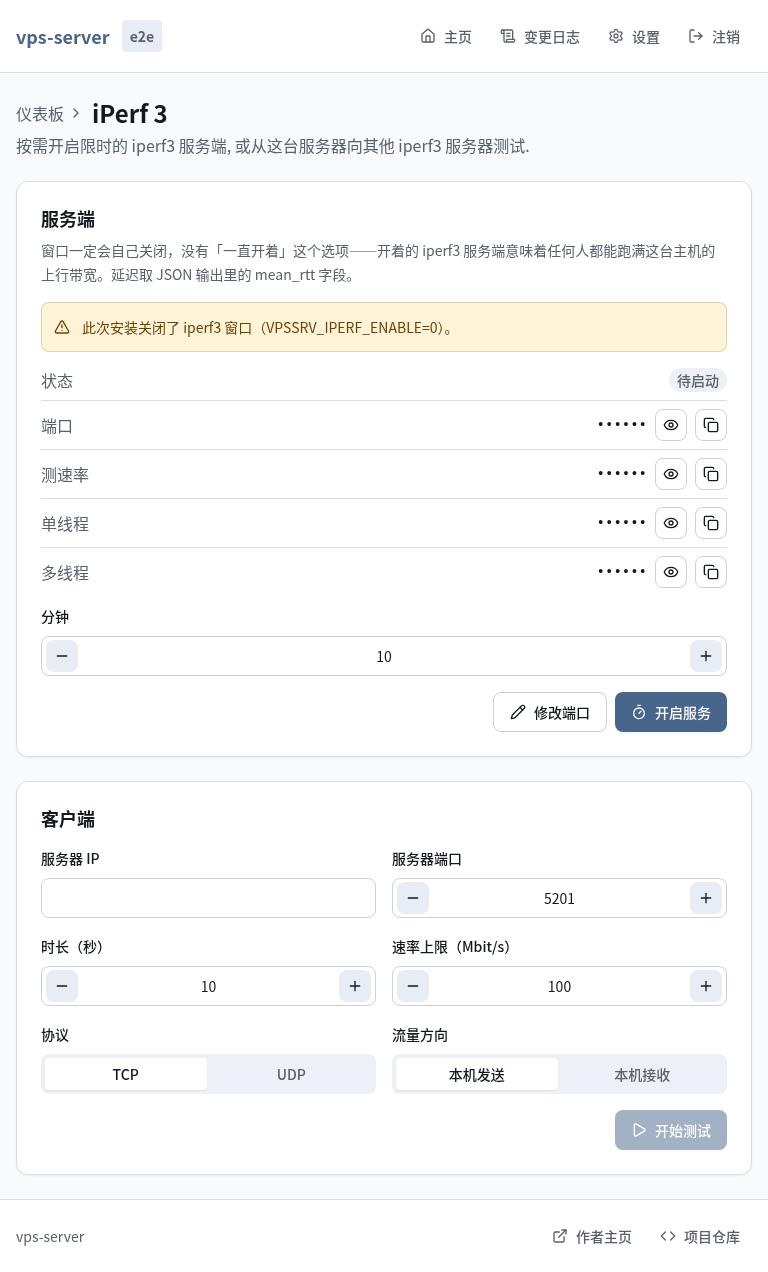 vps-server e2e 主页 变更日志 设置 注销
仪表板 iPerf 3
按需开启限时的 iperf3 服务端, 或从这台服务器向其他 iperf3 服务器测试.
服务端
窗口一定会自己关闭，没有「一直开着」这个选项——开着的 iperf3 服务端意味着任何人都能跑满这台主机的
上行带宽。延迟取 JSON 输出里的 mean_rtt 字段。
此次安装关闭了 iperf3 窗口（VPSSRV_IPERF_ENABLE=0）。
状态 待启动
端口 ••••••
测速率 ••••••
单线程 ••••••
多线程 ••••••
分钟
10
修改端口 开启服务
客户端
服务器 IP 服务器端口
5201
时长（秒） 速率上限（Mbit/s）
10 100
协议 流量方向
TCP UDP 本机发送 本机接收
开始测试
vps-server 作者主页 项目仓库